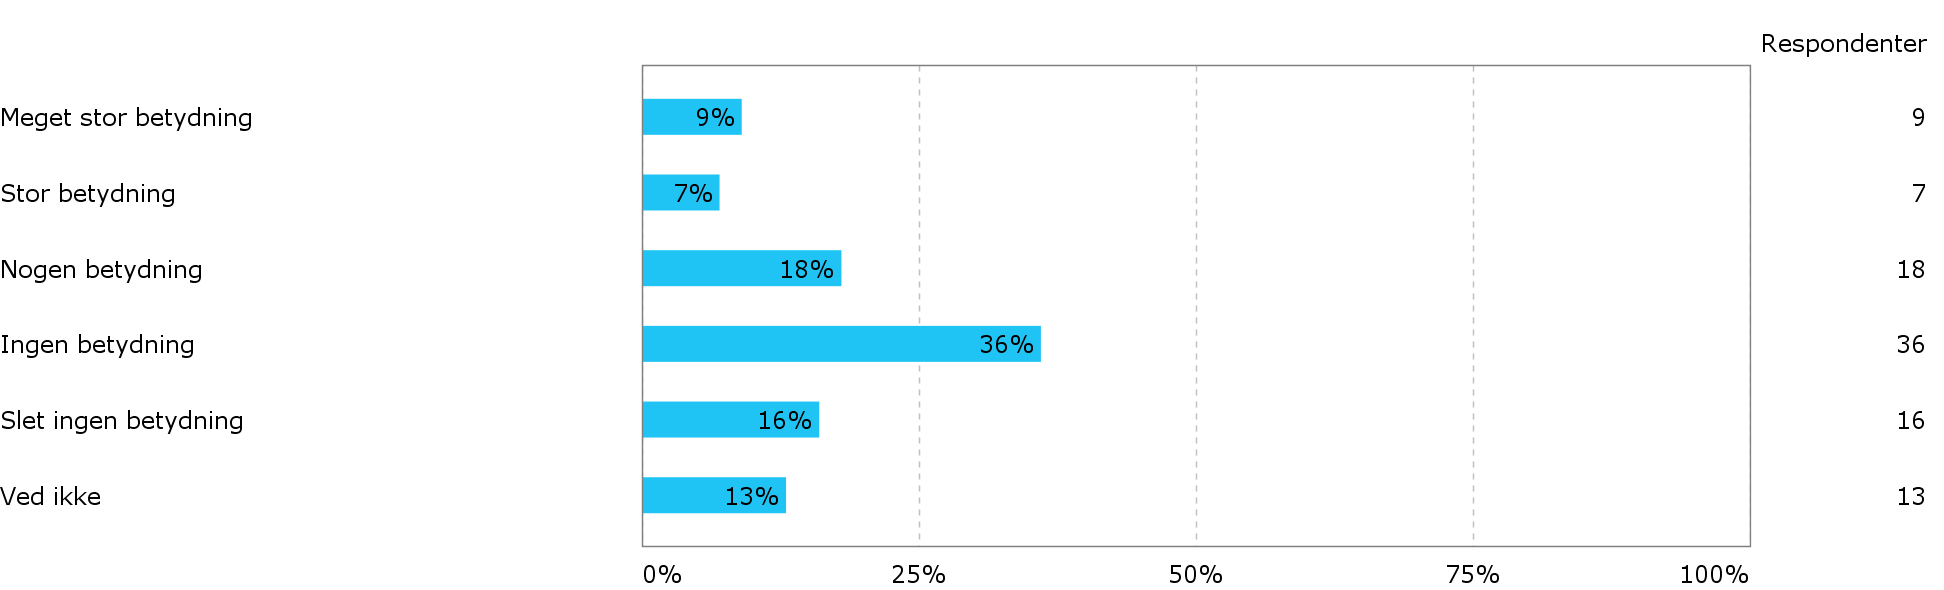 Respondenter
Meget stor betydning 9% 9
Stor betydning 7% 7
Nogen betydning 18% 18
Ingen betydning 36% 36
Slet ingen betydning 16% 16
Ved ikke 13% 13
0% 25% 50% 75% 100%